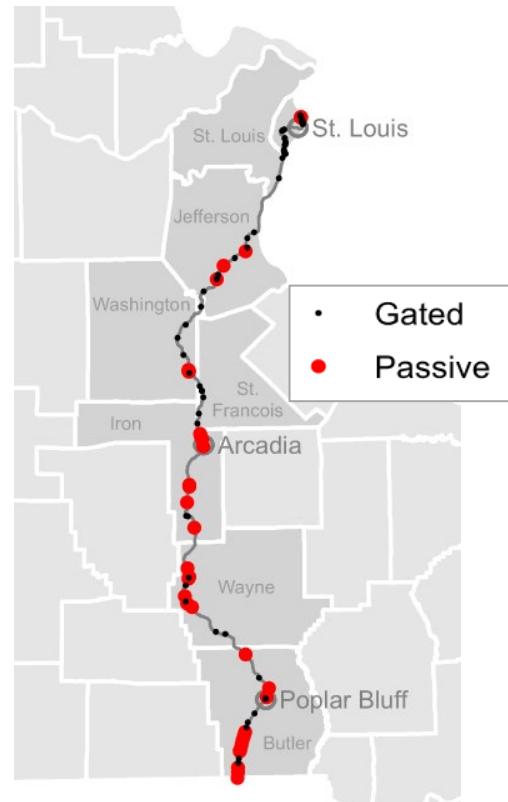 St. Louis
St. Louis
Jefferson
Washington
Gated
Passive
St.
Francois
Iron
Arcadia
Wayne
Poplar Bluff
Butler